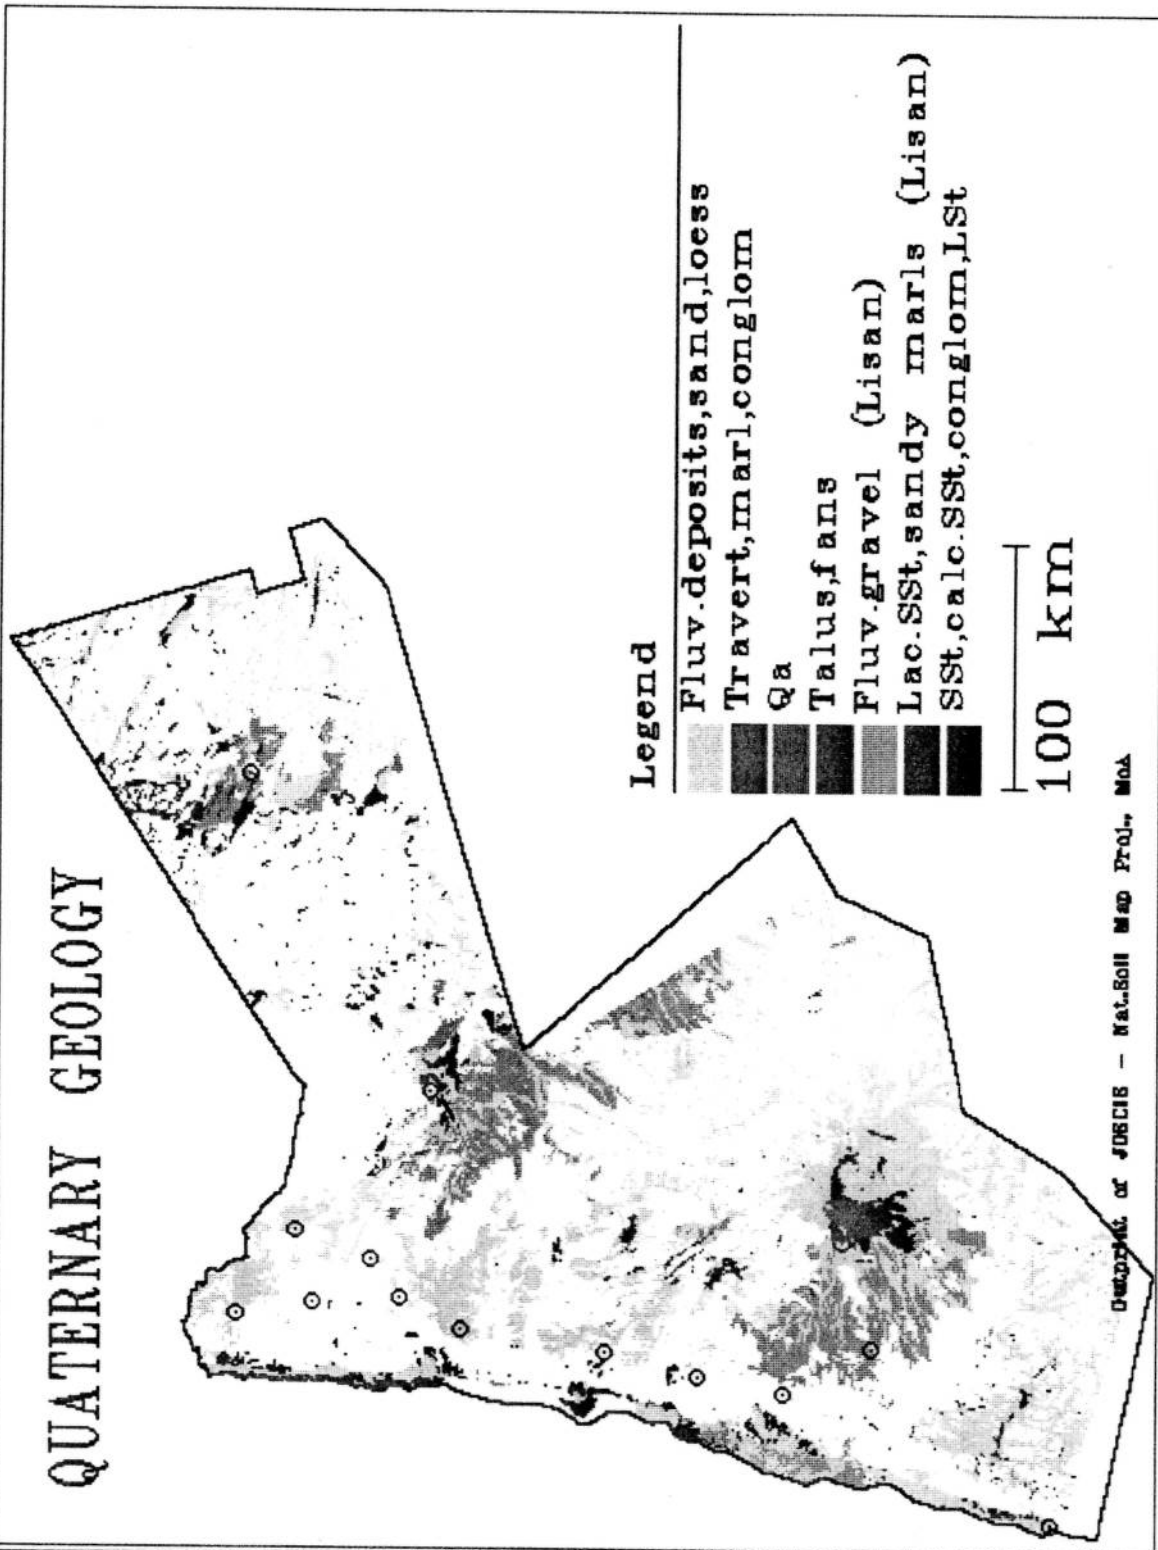 QUATERNARY GEOLOGY
Legend
Fluv.deposits,sand,loess
Travert,marl,conglom
Qa
Talus,fans
Fluv.gravel (Lisan)
Lac.SSt,sandy marls (Lisan)
SSt,calc.SSt,conglom,LSt
100 km
of - Nat.Soil Map Proj., MoA